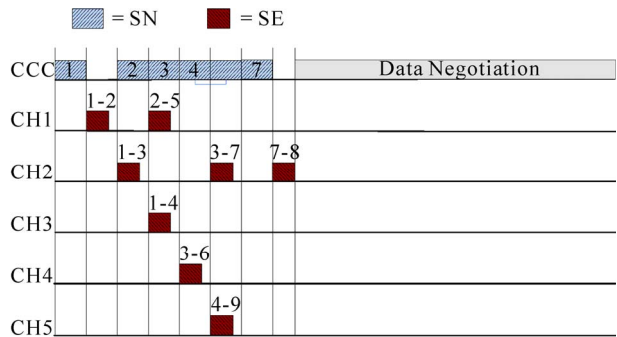 = SN = SE
CCC 1 2 3 4 7 Data Negotiation
1-2 2-5
CH1
1-3 3-7 7-8
CH2
1-4
CH3
3-6
CH4
4-9
CH5